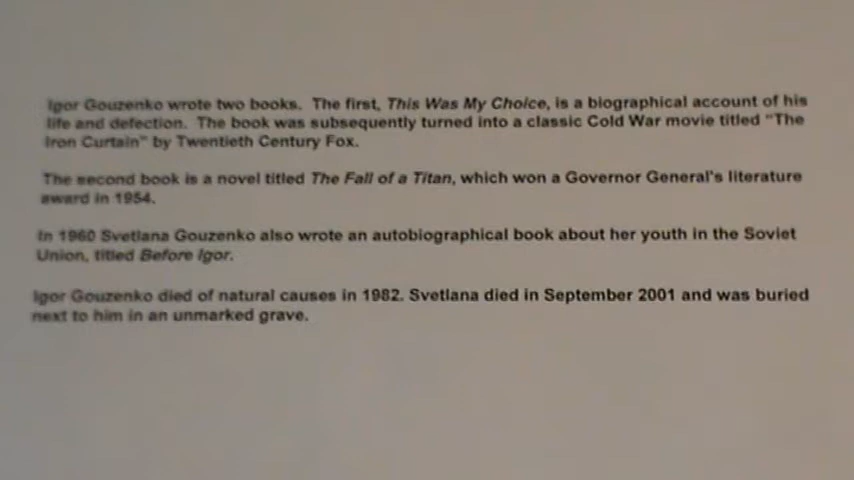 Igor Gouzenko wrote two books.  The first, This Was My Choice, is a biographical account of his
life and defection.  The book was subsequently turned into a classic Cold War movie titled "The
Iron Curtain" by Twentieth Century Fox.
The second book is a novel titled The Fall of a Titan, which won a Governor General's literature
award in 1954.
In 1960 Svetlana Gouzenko also wrote an autobiographical book about her youth in the Soviet
Union, titled Before Igor.
Igor Gouzenko died of natural causes in 1982. Svetlana died in September 2001 and was buried
next to him in an unmarked grave.